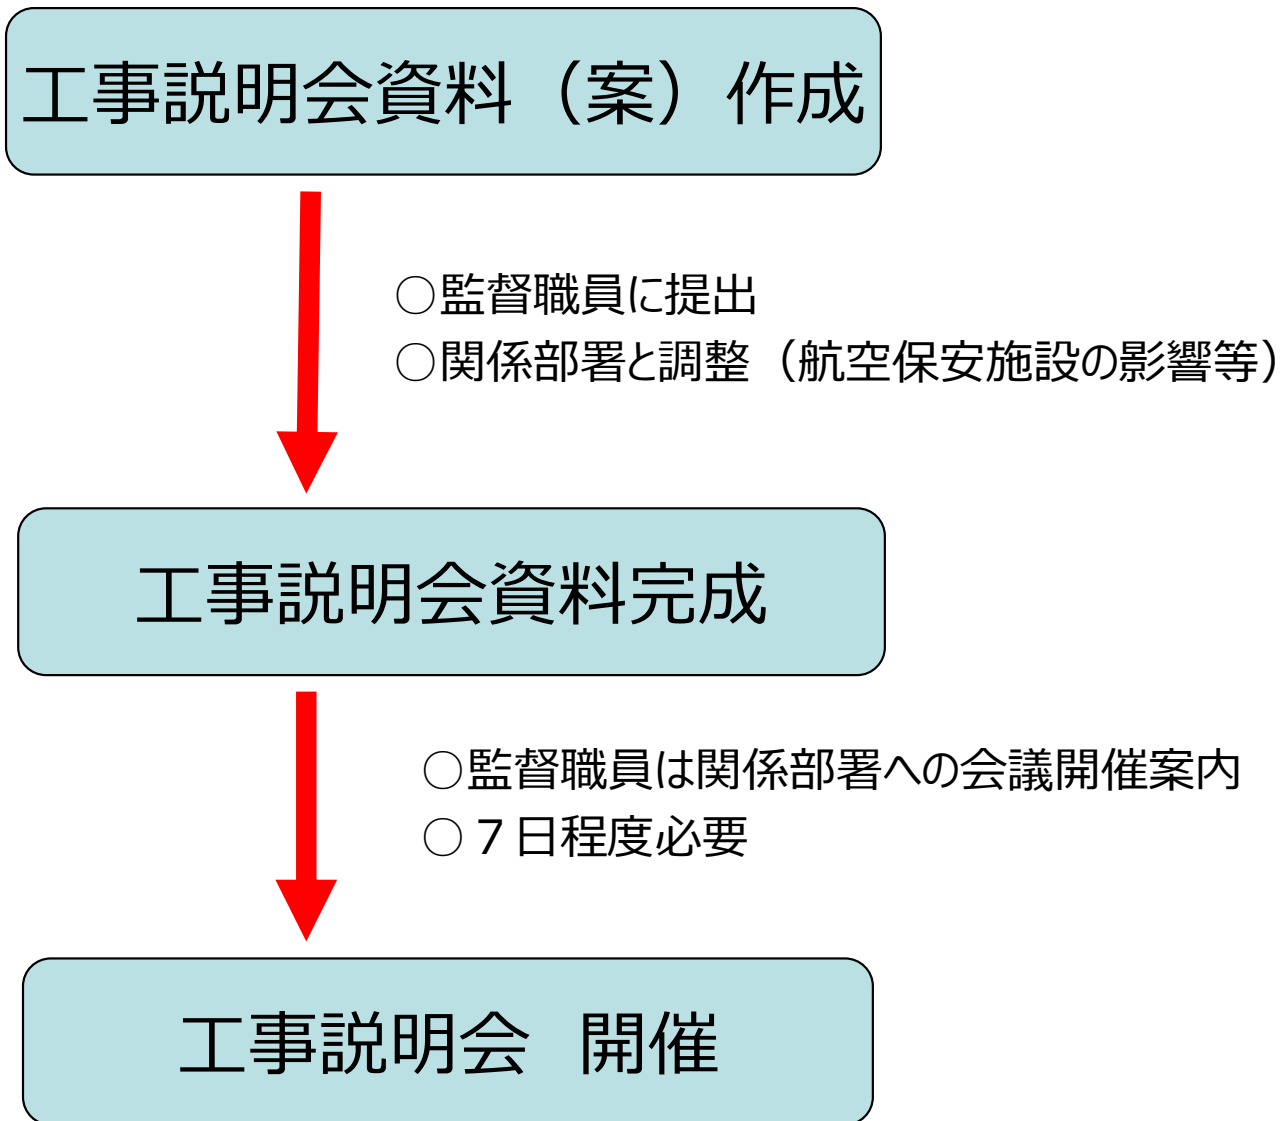 工事説明会資料（案）作成
○監督職員に提出
○関係部署と調整（航空保安施設の影響等）
工事説明会資料完成
○監督職員は関係部署への会議開催案内
○７日程度必要
工事説明会　開催